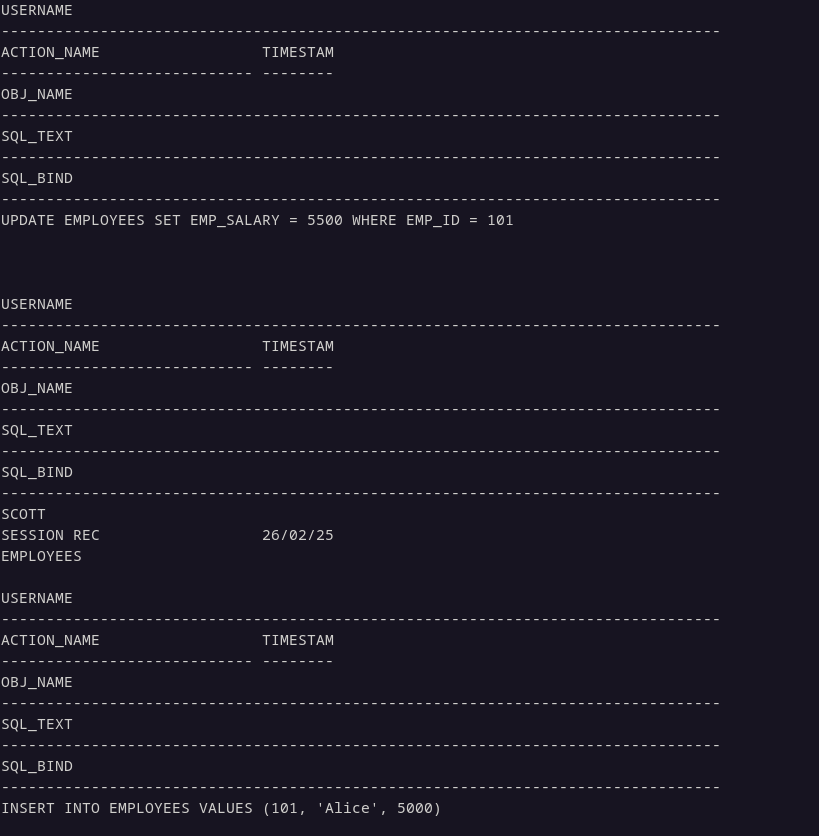 USERNAME
--------------------------------------------------------------------------------
ACTION_NAME                  TIMESTAM
---------------------------- --------
OBJ_NAME
--------------------------------------------------------------------------------
SQL_TEXT
--------------------------------------------------------------------------------
SQL_BIND
--------------------------------------------------------------------------------
UPDATE EMPLOYEES SET EMP_SALARY = 5500 WHERE EMP_ID = 101
USERNAME
--------------------------------------------------------------------------------
ACTION_NAME                  TIMESTAM
---------------------------- --------
OBJ_NAME
--------------------------------------------------------------------------------
SQL_TEXT
--------------------------------------------------------------------------------
SQL_BIND
--------------------------------------------------------------------------------
SCOTT
SESSION REC                  26/02/25
EMPLOYEES
USERNAME
--------------------------------------------------------------------------------
ACTION_NAME                  TIMESTAM
---------------------------- --------
OBJ_NAME
--------------------------------------------------------------------------------
SQL_TEXT
--------------------------------------------------------------------------------
SQL_BIND
--------------------------------------------------------------------------------
INSERT INTO EMPLOYEES VALUES (101, 'Alice', 5000)